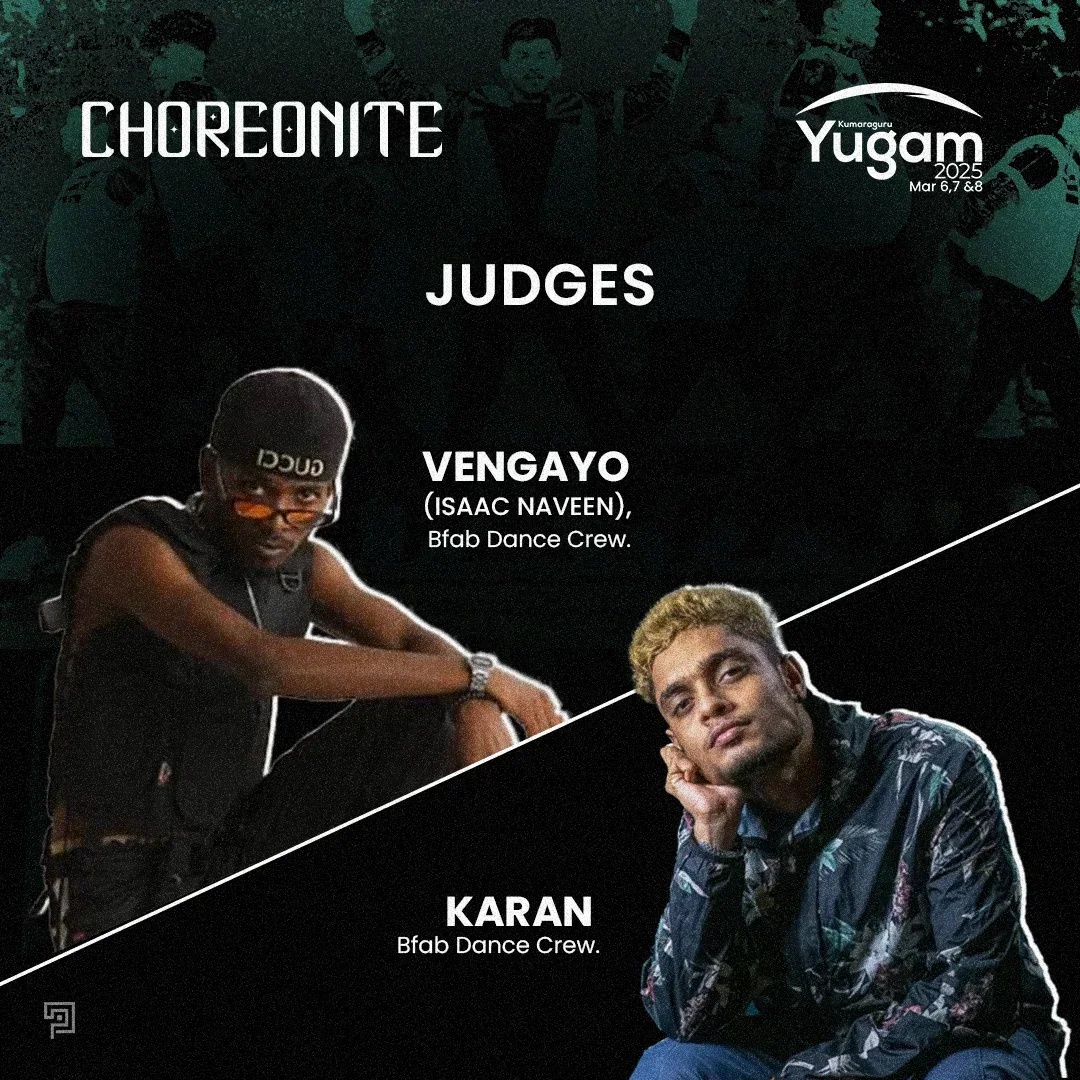 CHOREONITE
Kumaraguru
Yugam
2025
Mar 6,7 &8
JUDGES
GUCCI
VENGAYO
(ISAAC NAVEEN),
Bfab Dance Crew.
KARAN
Bfab Dance Crew.